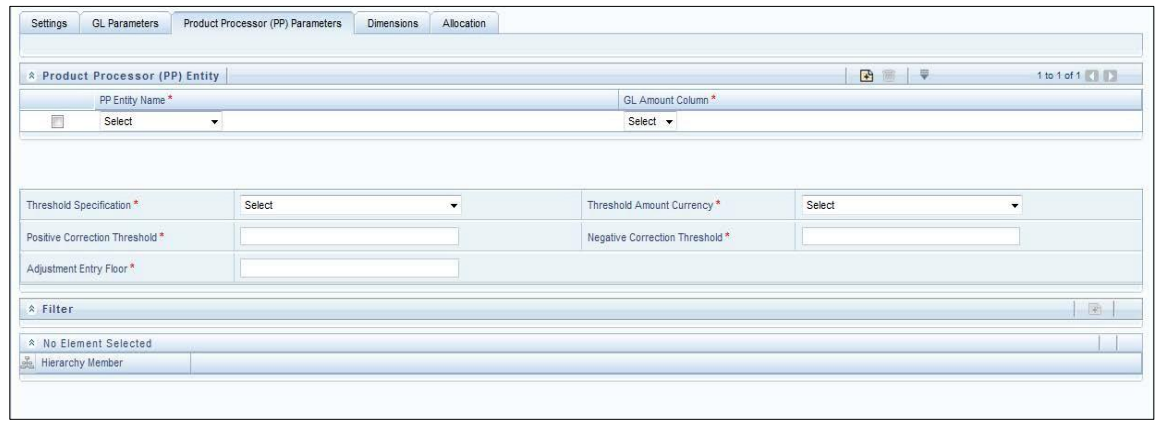 Settings GL Parameters Product Processor (PP) Parameters Dimensions Allocation
Product Processor (PP) Entity 1 to 1 of 1
PP Entity Name * GL Amount Column *
Select Select
Threshold Specification * Select Threshold Amount Currency * Select
Positive Correction Threshold * Negative Correction Threshold *
Adjustment Entry Floor *
Filter
No Element Selected
Hierarchy Member